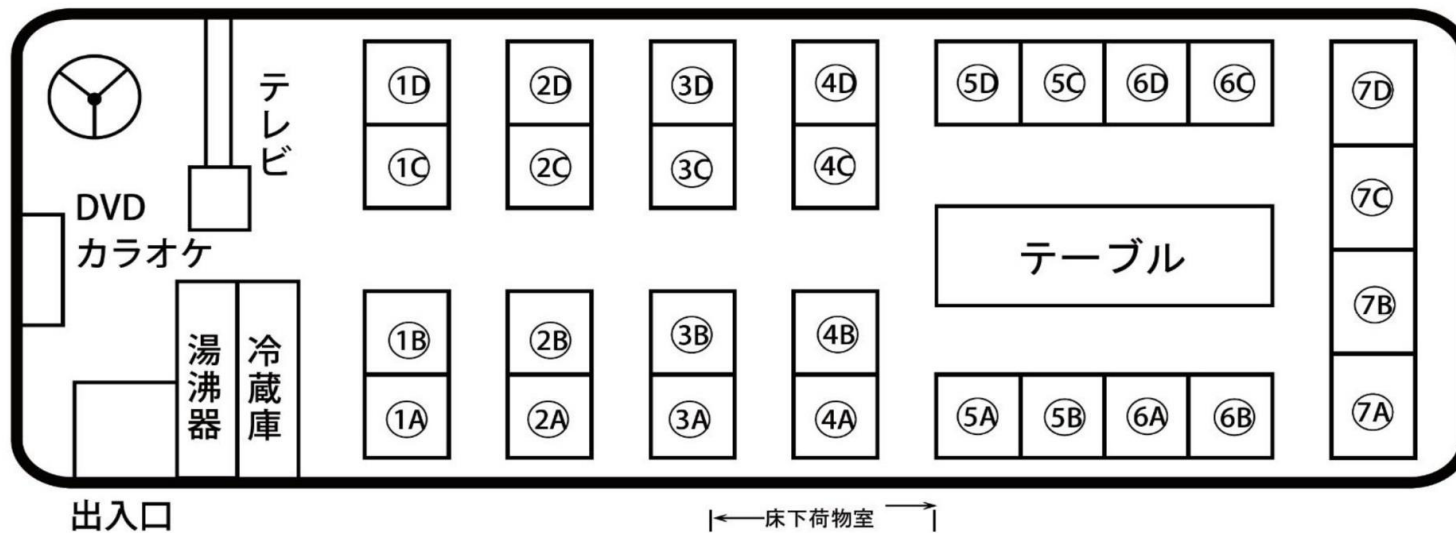 テレビ
DVD
カラオケ
湯沸器
冷蔵庫
出入口
1D 2D 3D 4D 5D 5C 6D 6C 7D
1C 2C 3C 4C
7C
テーブル
1B 2B 3B 4B
7B
1A 2A 3A 4A 5A 5B 6A 6B 7A
床下荷物室